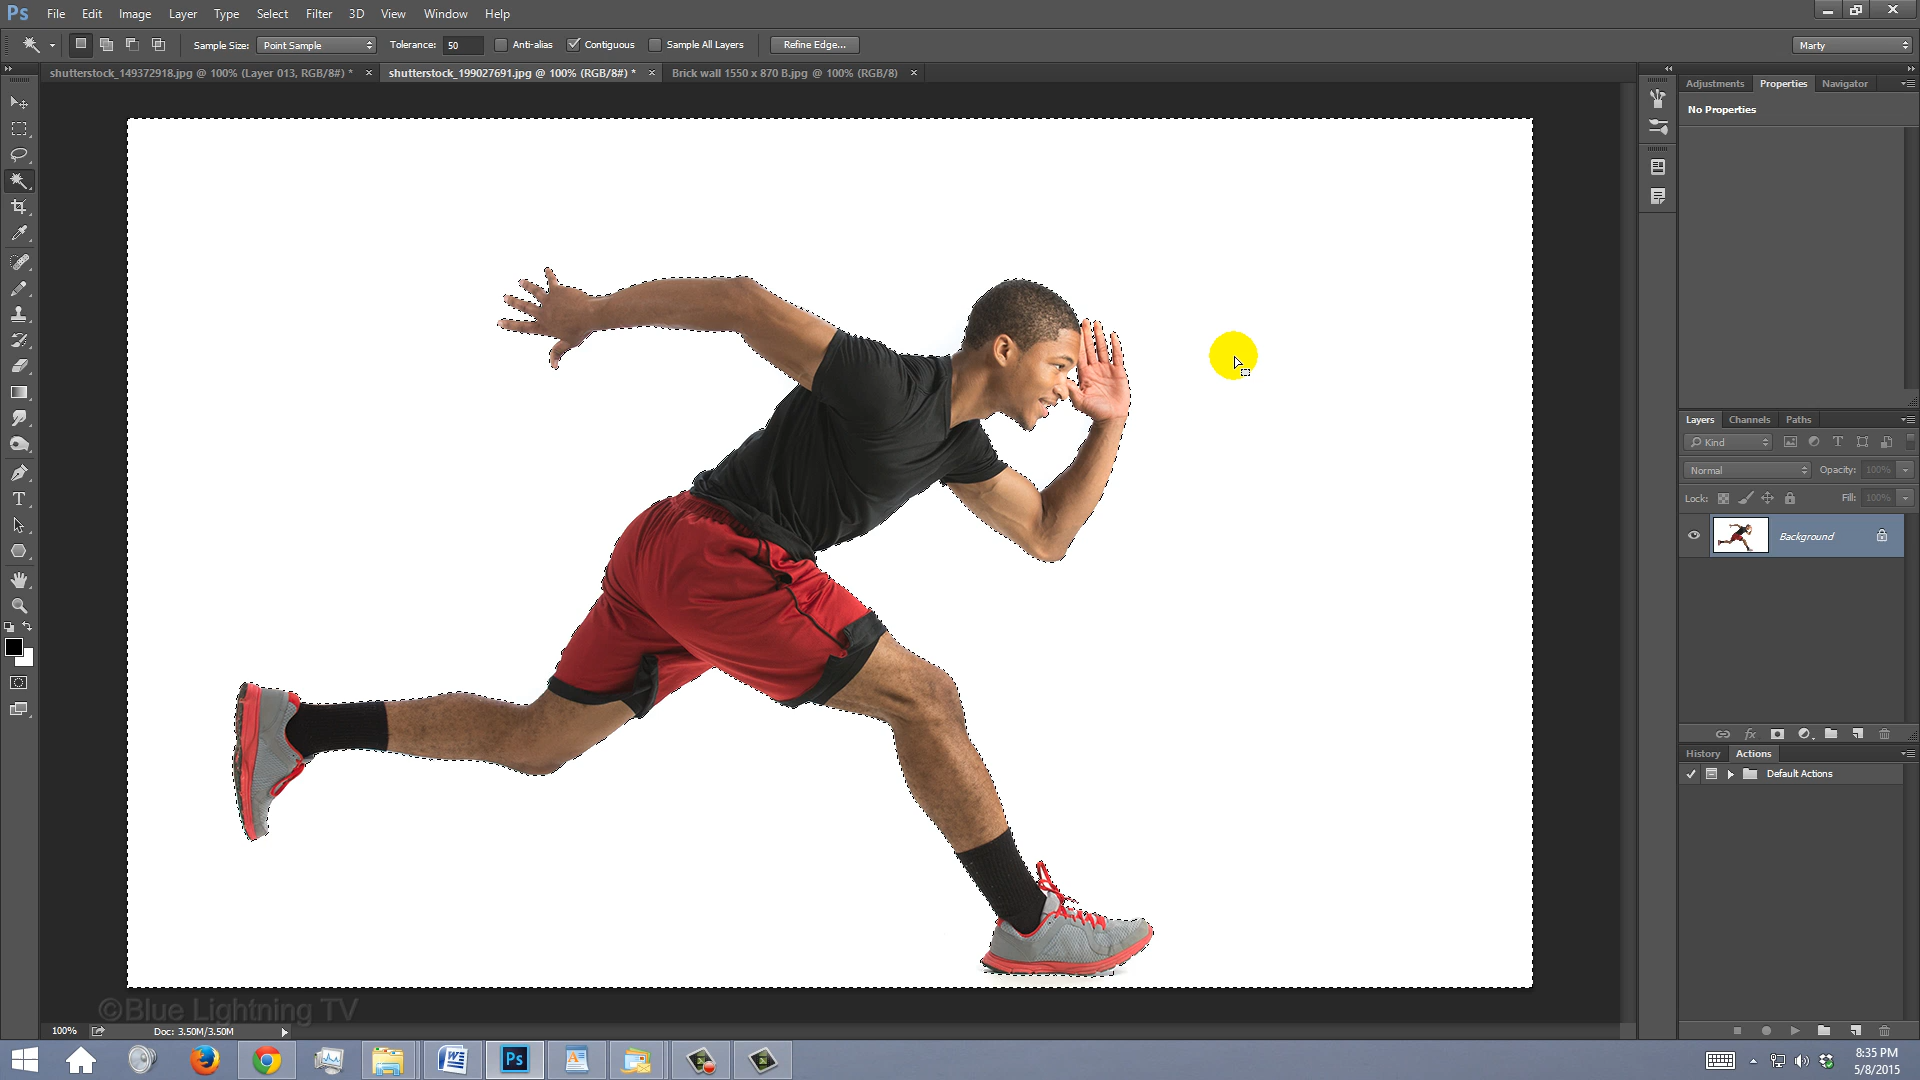 Ps File Edit Image Layer Type Select Filter 3D View Window Help
Sample Size: Point Sample Tolerance: 50 Anti-alias Contiguous Sample All Layers Refine Edge... Marty
shutterstock_149372918.jpg @ 100% (Layer 013, RGB/8#) * × shutterstock_199027691.jpg @ 100% (RGB/8#) * × Brick wall 1550 x 870 B.jpg @ 100% (RGB/8) ×
Adjustments Properties Navigator
No Properties
Layers Channels Paths
Kind
Normal Opacity: 100%
Lock: Fill: 100%
Background
History Actions
Default Actions
©Blue Lightning TV
100% Doc: 3.50M/3.50M
Ps
8:35 PM
5/8/2015